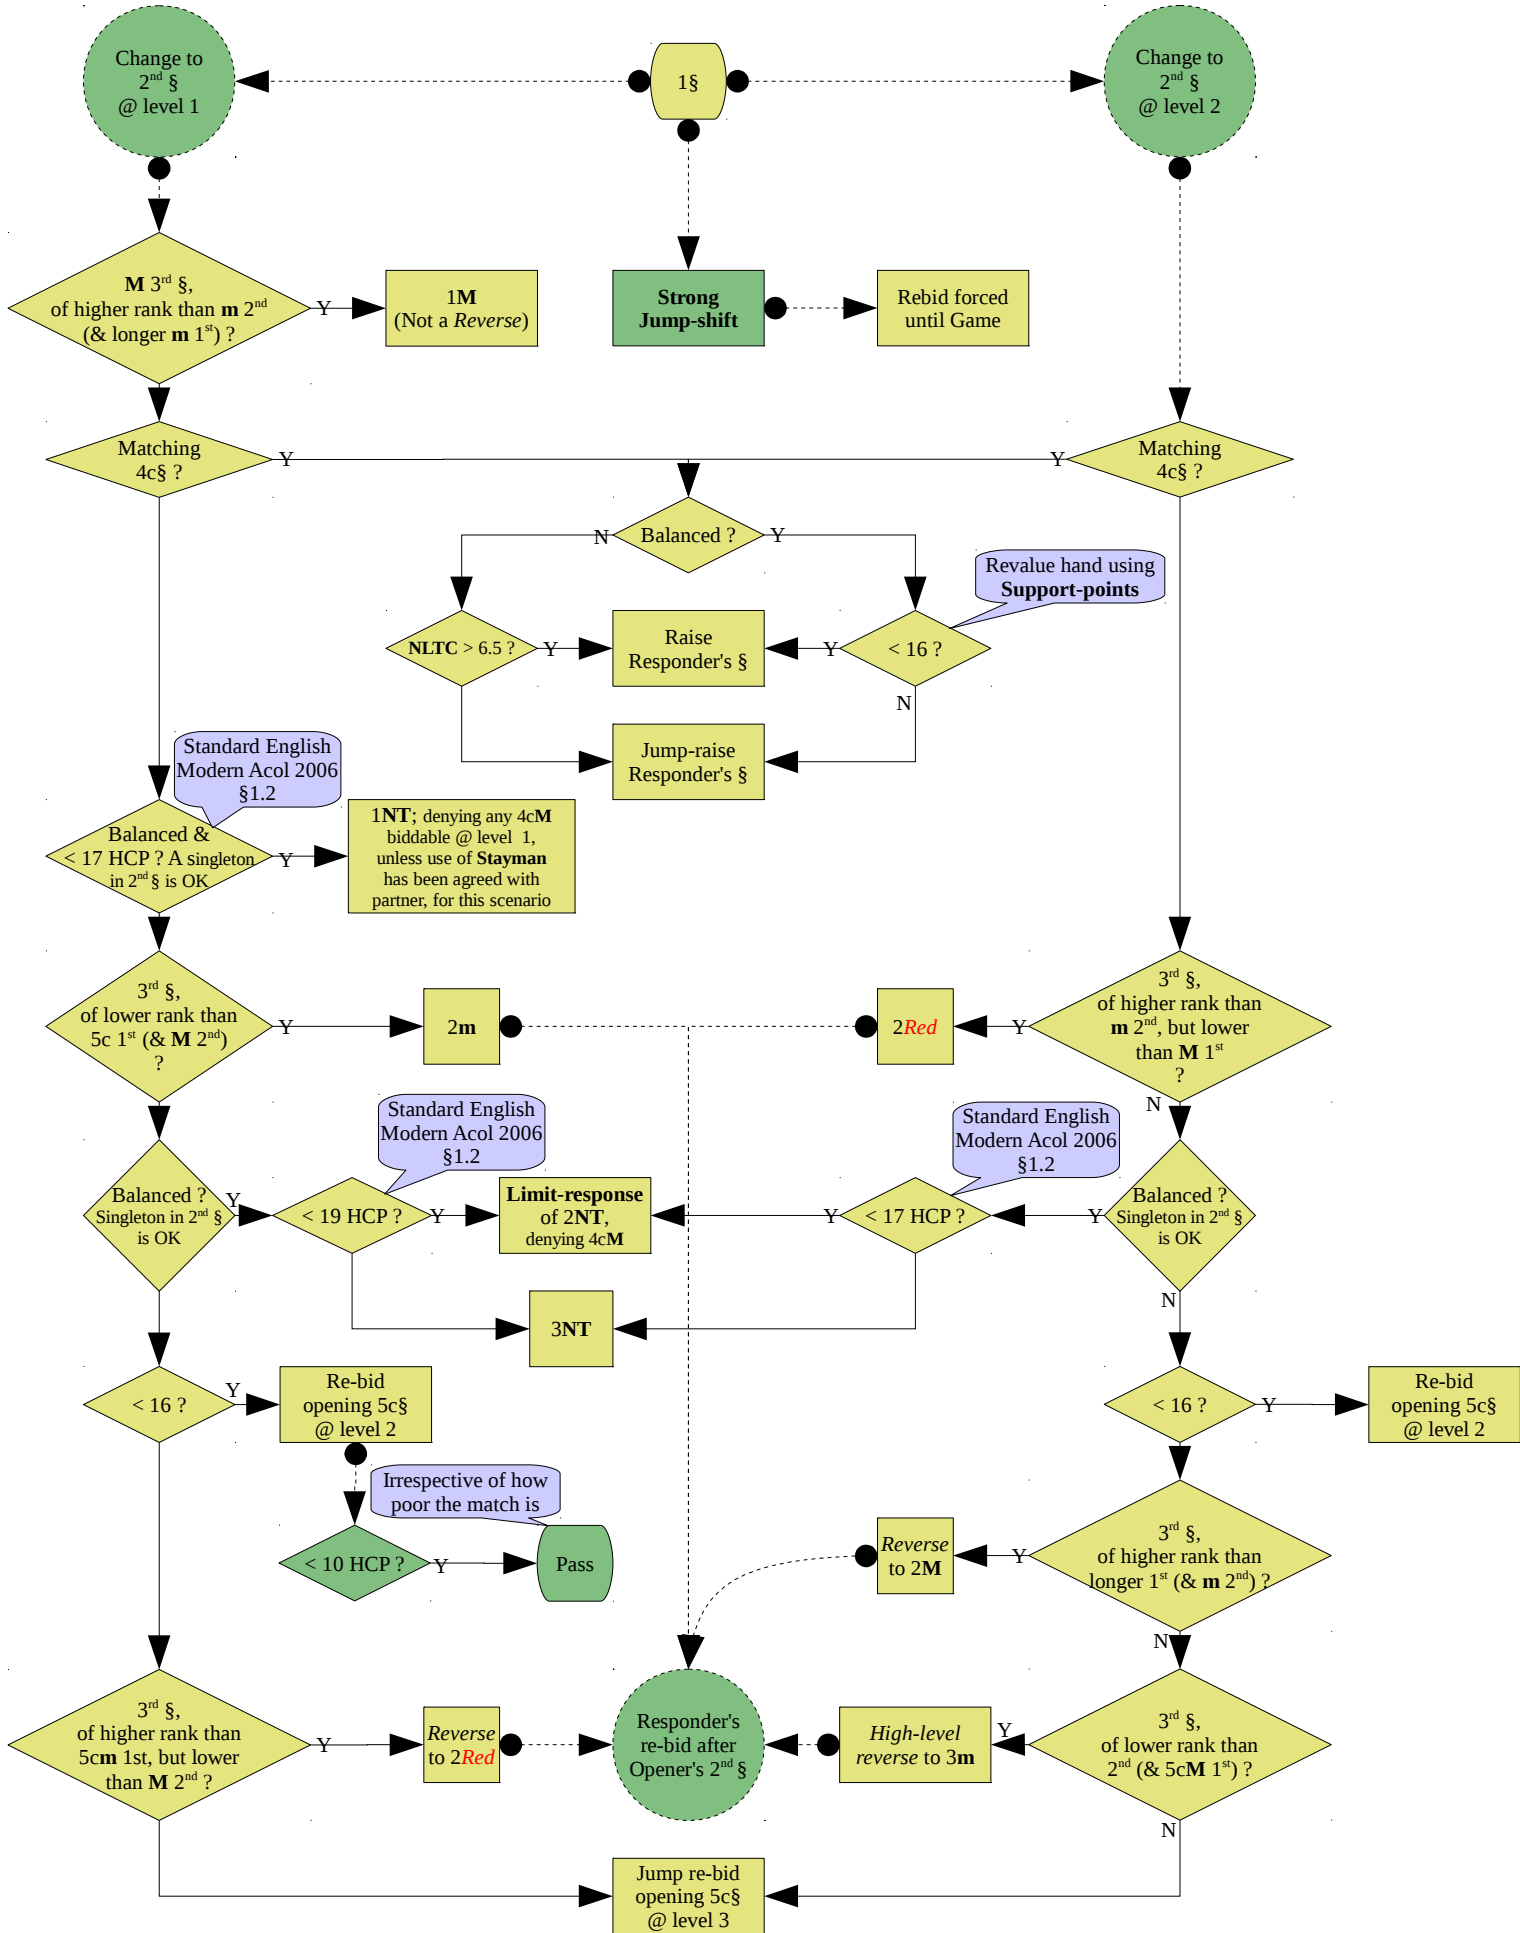 Change to
2nd §
@ level 1
1§
Change to
2nd §
@ level 2
M 3rd §,
of higher rank than m 2nd
(& longer m 1st) ?
Y
1M
(Not a Reverse)
Strong
Jump-shift
Rebid forced
until Game
Matching
4c§ ?
Y
Y
Matching
4c§ ?
N
Balanced ?
Y
Revalue hand using
Support-points
NLTC > 6.5 ?
Y
Raise
Responder's §
Y
< 16 ?
N
Jump-raise
Responder's §
Standard English
Modern Acol 2006
§1.2
Balanced &
< 17 HCP ? A singleton
in 2nd § is OK
Y
1NT; denying any 4cM
biddable @ level 1,
unless use of Stayman
has been agreed with
partner, for this scenario
3rd §,
of lower rank than
5c 1st (& M 2nd)
?
Y
2m
2Red
Y
3rd §,
of higher rank than
m 2nd, but lower
than M 1st
?
N
Standard English
Modern Acol 2006
§1.2
Standard English
Modern Acol 2006
§1.2
Balanced ?
Singleton in 2nd §
is OK
Y
< 19 HCP ?
Y
Limit-response
of 2NT,
denying 4cM
Y
< 17 HCP ?
Y
Balanced ?
Singleton in 2nd §
is OK
N
3NT
< 16 ?
Y
Re-bid
opening 5c§
@ level 2
< 16 ?
Y
Re-bid
opening 5c§
@ level 2
Irrespective of how
poor the match is
< 10 HCP ?
Y
Pass
Reverse
to 2M
Y
3rd §,
of higher rank than
longer 1st (& m 2nd) ?
N
3rd §,
of higher rank than
5cm 1st, but lower
than M 2nd ?
Y
Reverse
to 2Red
Responder's
re-bid after
Opener's 2nd §
High-level
reverse to 3m
Y
3rd §,
of lower rank than
2nd (& 5cM 1st) ?
N
Jump re-bid
opening 5c§
@ level 3